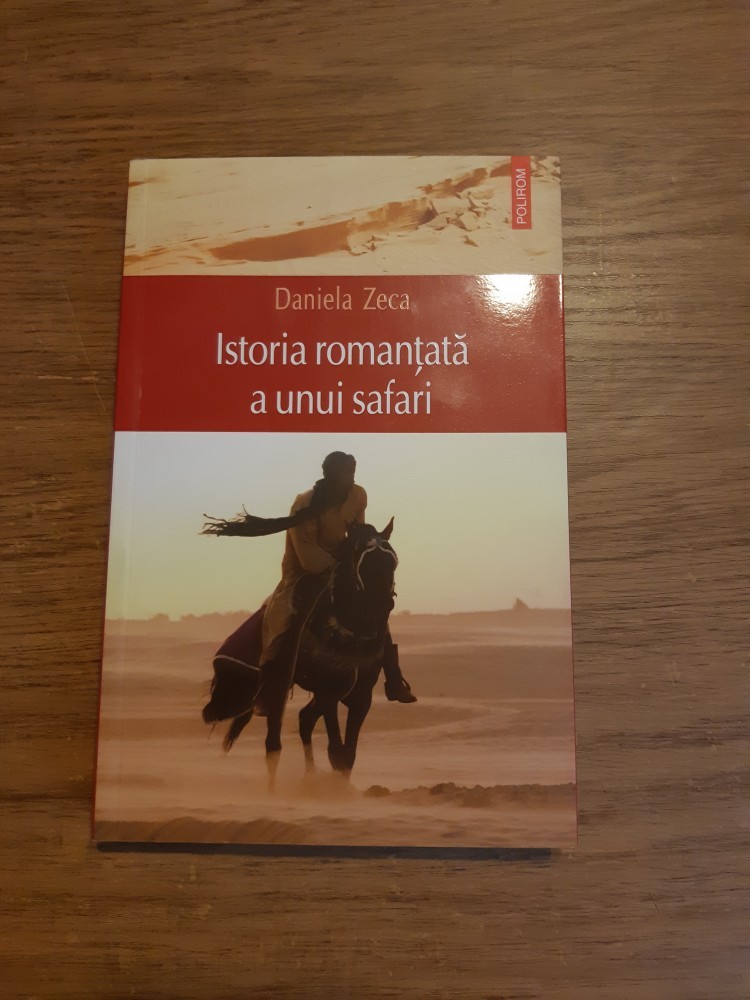 POLIROM
Daniela Zeca
Istoria romanțată
a unui safari